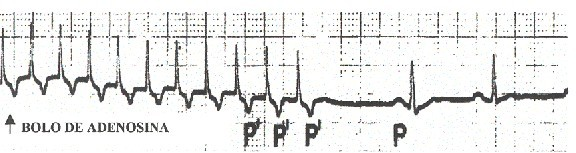 ↑ BOLO DE ADENOSINA P' P' P' P